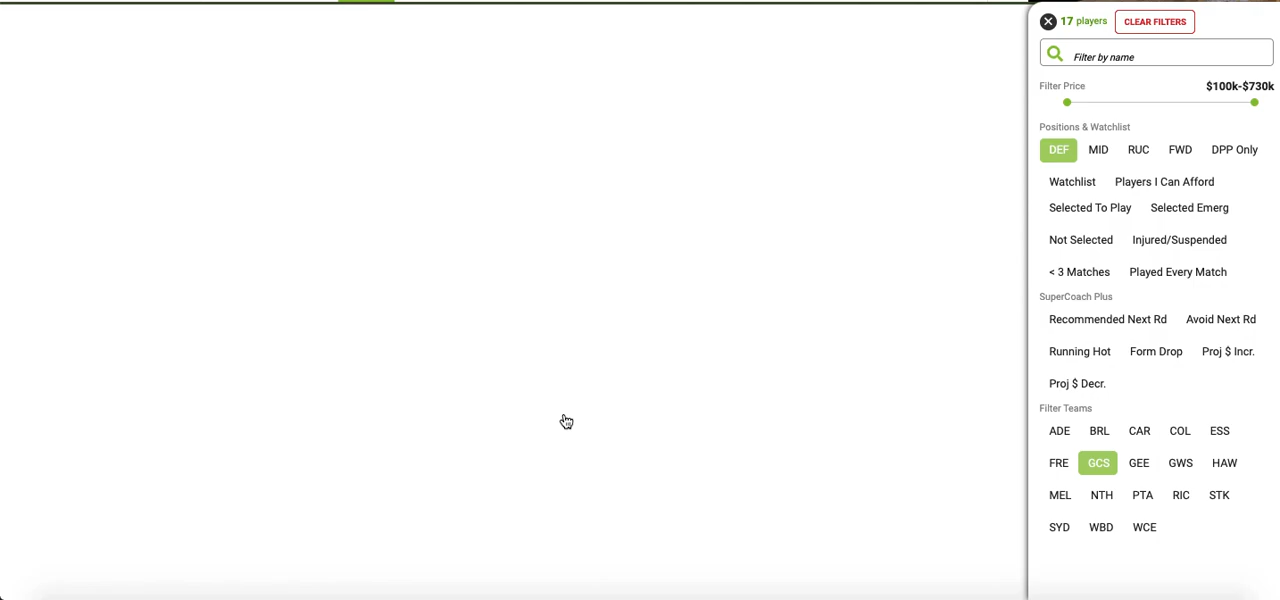 17 players CLEAR FILTERS
Filter by name
Filter Price $100k-$730k
Positions & Watchlist
DEF MID RUC FWD DPP Only
Watchlist Players I Can Afford
Selected To Play Selected Emerg
Not Selected Injured/Suspended
< 3 Matches Played Every Match
SuperCoach Plus
Recommended Next Rd Avoid Next Rd
Running Hot Form Drop Proj $ Incr.
Proj $ Decr.
Filter Teams
ADE BRL CAR COL ESS
FRE GCS GEE GWS HAW
MEL NTH PTA RIC STK
SYD WBD WCE